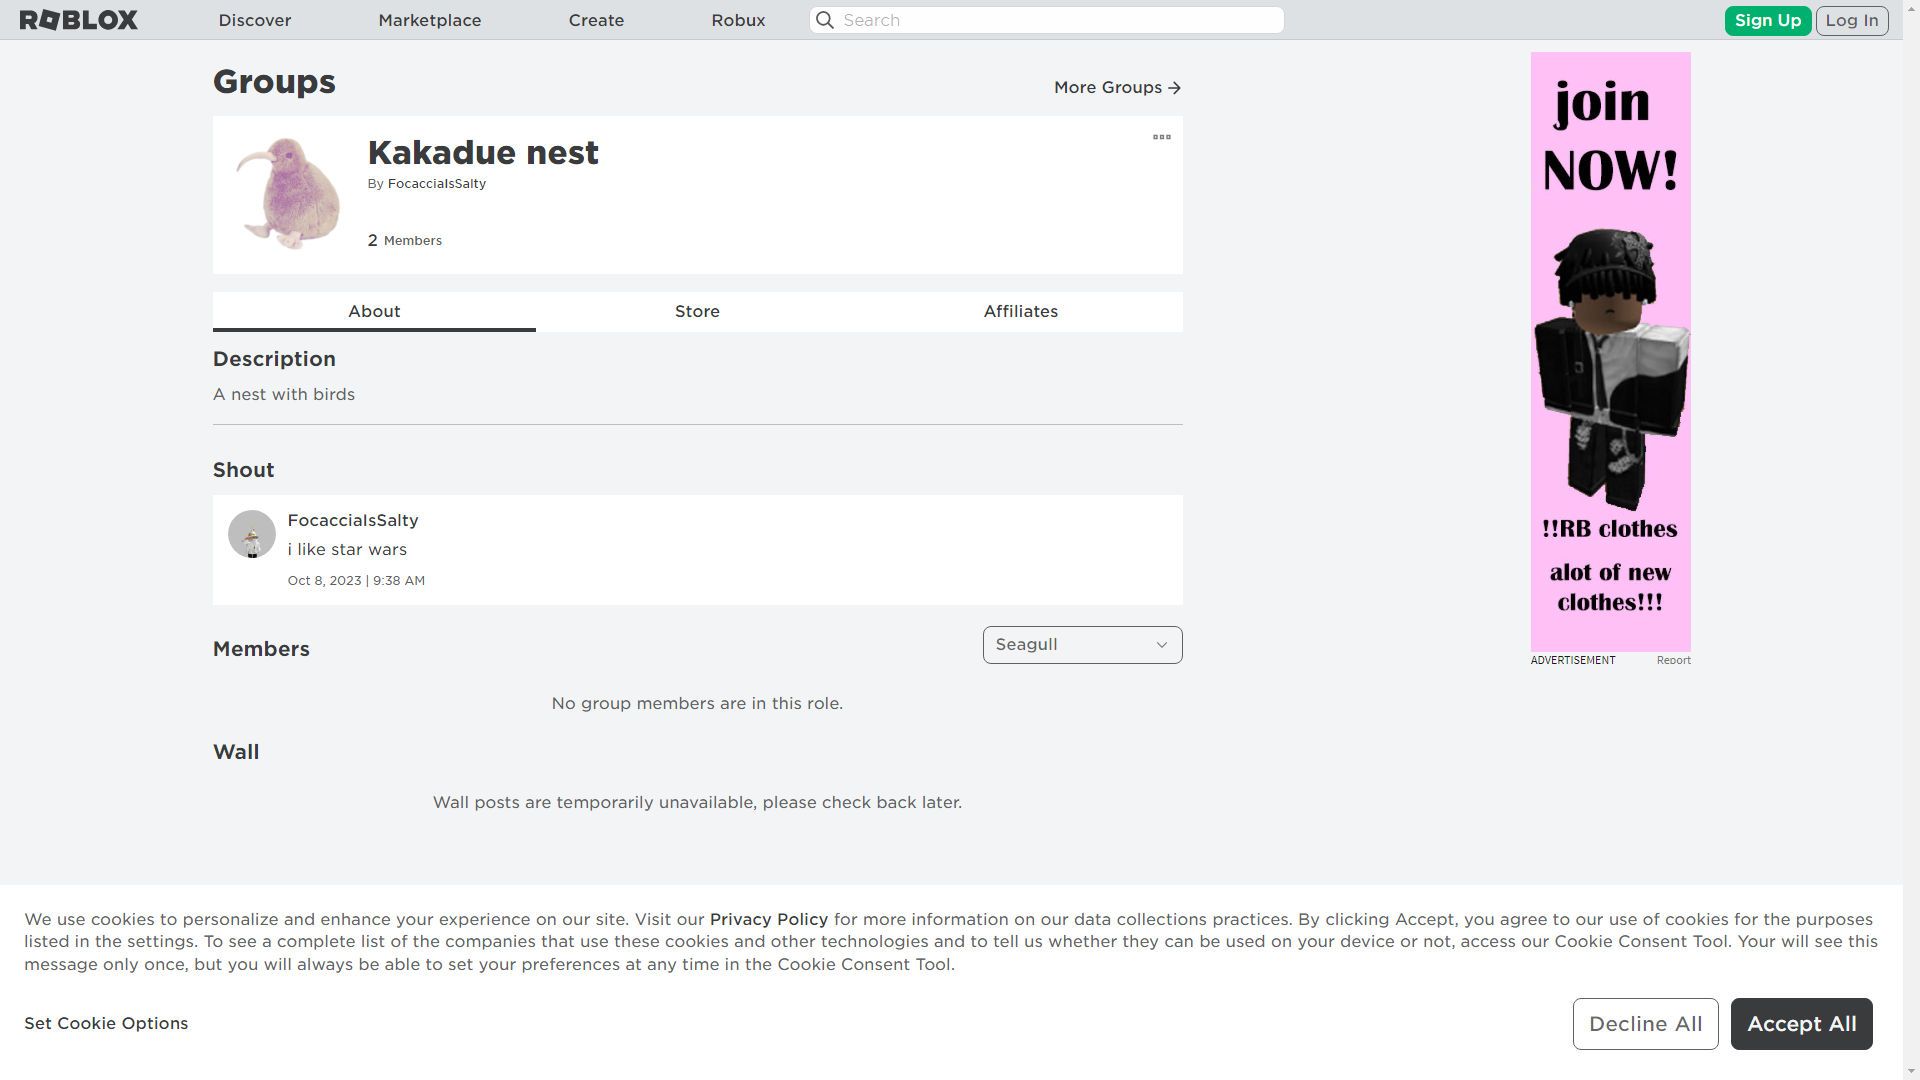 ROBLOX
Discover
Marketplace
Create
Robux
Search
Sign Up
Log In
Groups
More Groups
Kakadue nest
By FocacciaIsSalty
2 Members
About
Store
Affiliates
Description
A nest with birds
Shout
FocacciaIsSalty
i like star wars
Oct 8, 2023 | 9:38 AM
Members
Seagull
No group members are in this role.
Wall
Wall posts are temporarily unavailable, please check back later.
join
NOW!
!!RB clothes
alot of new
clothes!!!
ADVERTISEMENT
Report
We use cookies to personalize and enhance your experience on our site. Visit our Privacy Policy for more information on our data collections practices. By clicking Accept, you agree to our use of cookies for the purposes
listed in the settings. To see a complete list of the companies that use these cookies and other technologies and to tell us whether they can be used on your device or not, access our Cookie Consent Tool. Your will see this
message only once, but you will always be able to set your preferences at any time in the Cookie Consent Tool.
Set Cookie Options
Decline All
Accept All